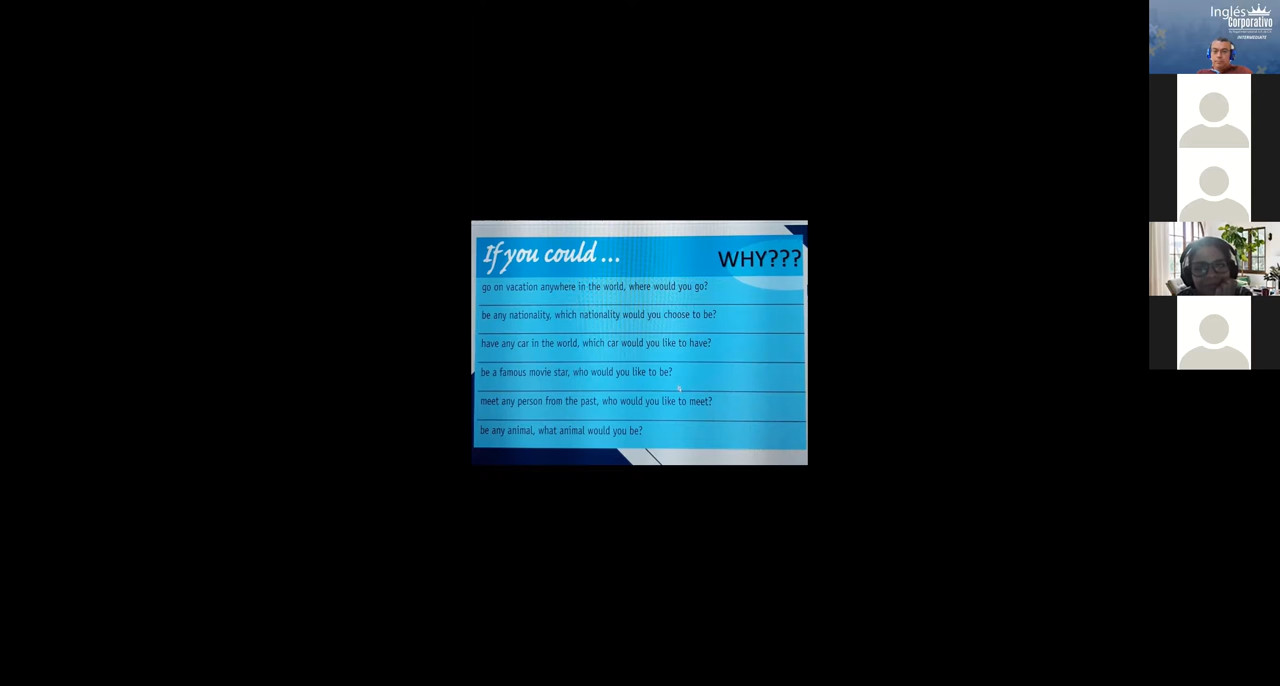 If you could ...
WHY???
go on vacation anywhere in the world, where would you go?
be any nationality, which nationality would you choose to be?
have any car in the world, which car would you like to have?
be a famous movie star, who would you like to be?
meet any person from the past, who would you like to meet?
be any animal, what animal would you be?
Inglés
Corporativo
INTERMEDIATE